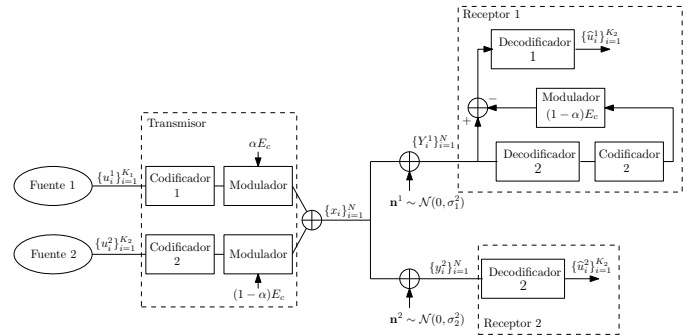 Receptor 1
Decodificador
1
{û_i^1}_{i=1}^{K_2}
−
+
Modulador
(1−α)E_c
Transmisor
αE_c
{Y_i^1}_{i=1}^N
Decodificador
2
Codificador
2
Fuente 1
{u_i^1}_{i=1}^{K_1}
Codificador
1
Modulador
n^1 ∼ N(0, σ_1^2)
{x_i}_{i=1}^N
Fuente 2
{u_i^2}_{i=1}^{K_2}
Codificador
2
Modulador
(1−α)E_c
{y_i^2}_{i=1}^N
Decodificador
2
{û_i^2}_{i=1}^{K_2}
n^2 ∼ N(0, σ_2^2)
Receptor 2